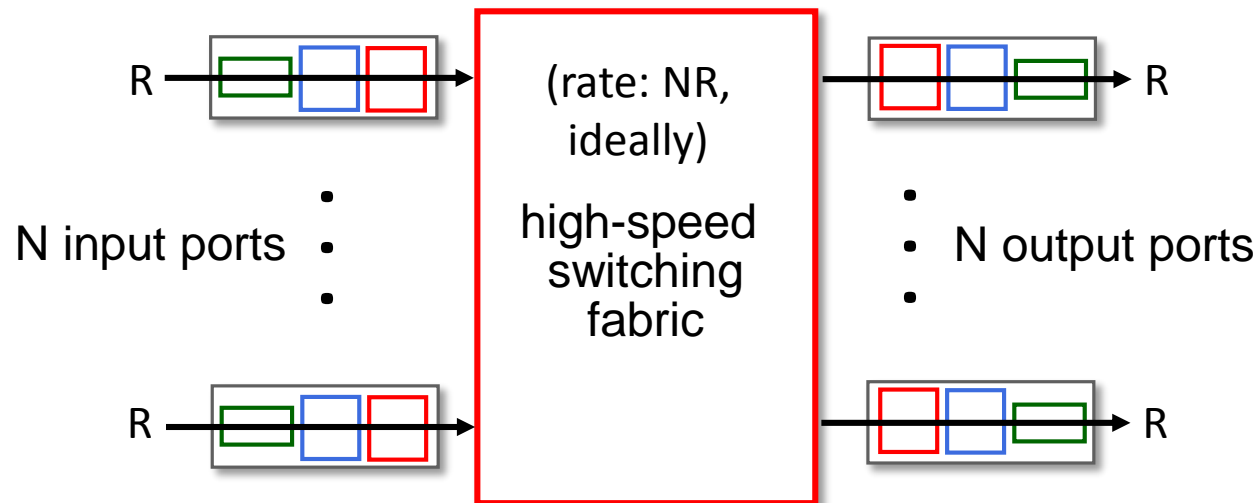 R
(rate: NR,
ideally)
R
N input ports
high-speed
switching
fabric
N output ports
R
R